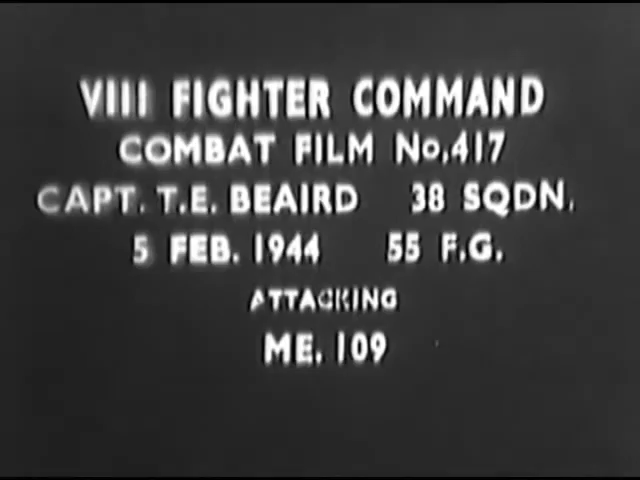 VIII FIGHTER COMMAND
COMBAT FILM No.417
CAPT. T.E. BEAIRD 38 SQDN.
5 FEB. 1944 55 F.G.
ATTACKING
ME. 109